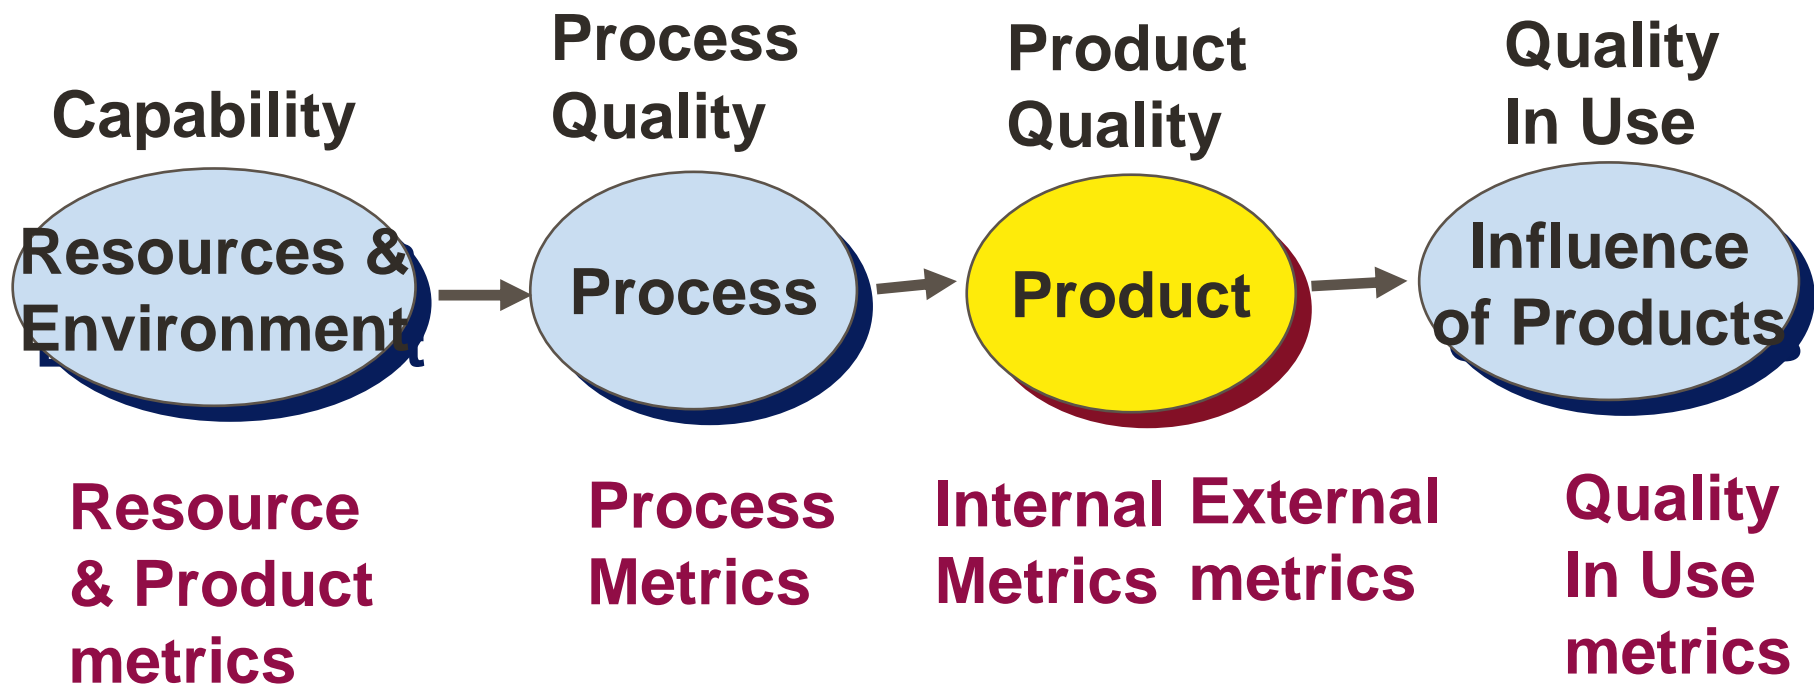 Capability
Process
Quality
Product
Quality
Quality
In Use
Resources &
Environment
Process
Product
Influence
of Products
Resource
& Product
metrics
Process
Metrics
Internal
Metrics
External
metrics
Quality
In Use
metrics